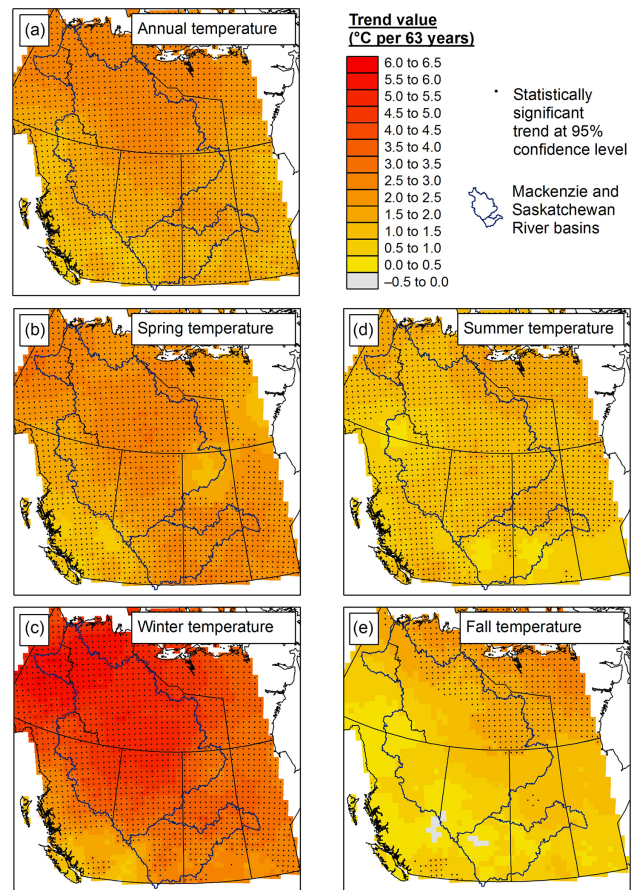 (a)
Annual temperature
Trend value
(°C per 63 years)
6.0 to 6.5
5.5 to 6.0
5.0 to 5.5
4.5 to 5.0
4.0 to 4.5
3.5 to 4.0
3.0 to 3.5
2.5 to 3.0
2.0 to 2.5
1.5 to 2.0
1.0 to 1.5
0.5 to 1.0
0.0 to 0.5
–0.5 to 0.0
Statistically
significant
trend at 95%
confidence level
Mackenzie and
Saskatchewan
River basins
(b)
Spring temperature
(d)
Summer temperature
(c)
Winter temperature
(e)
Fall temperature